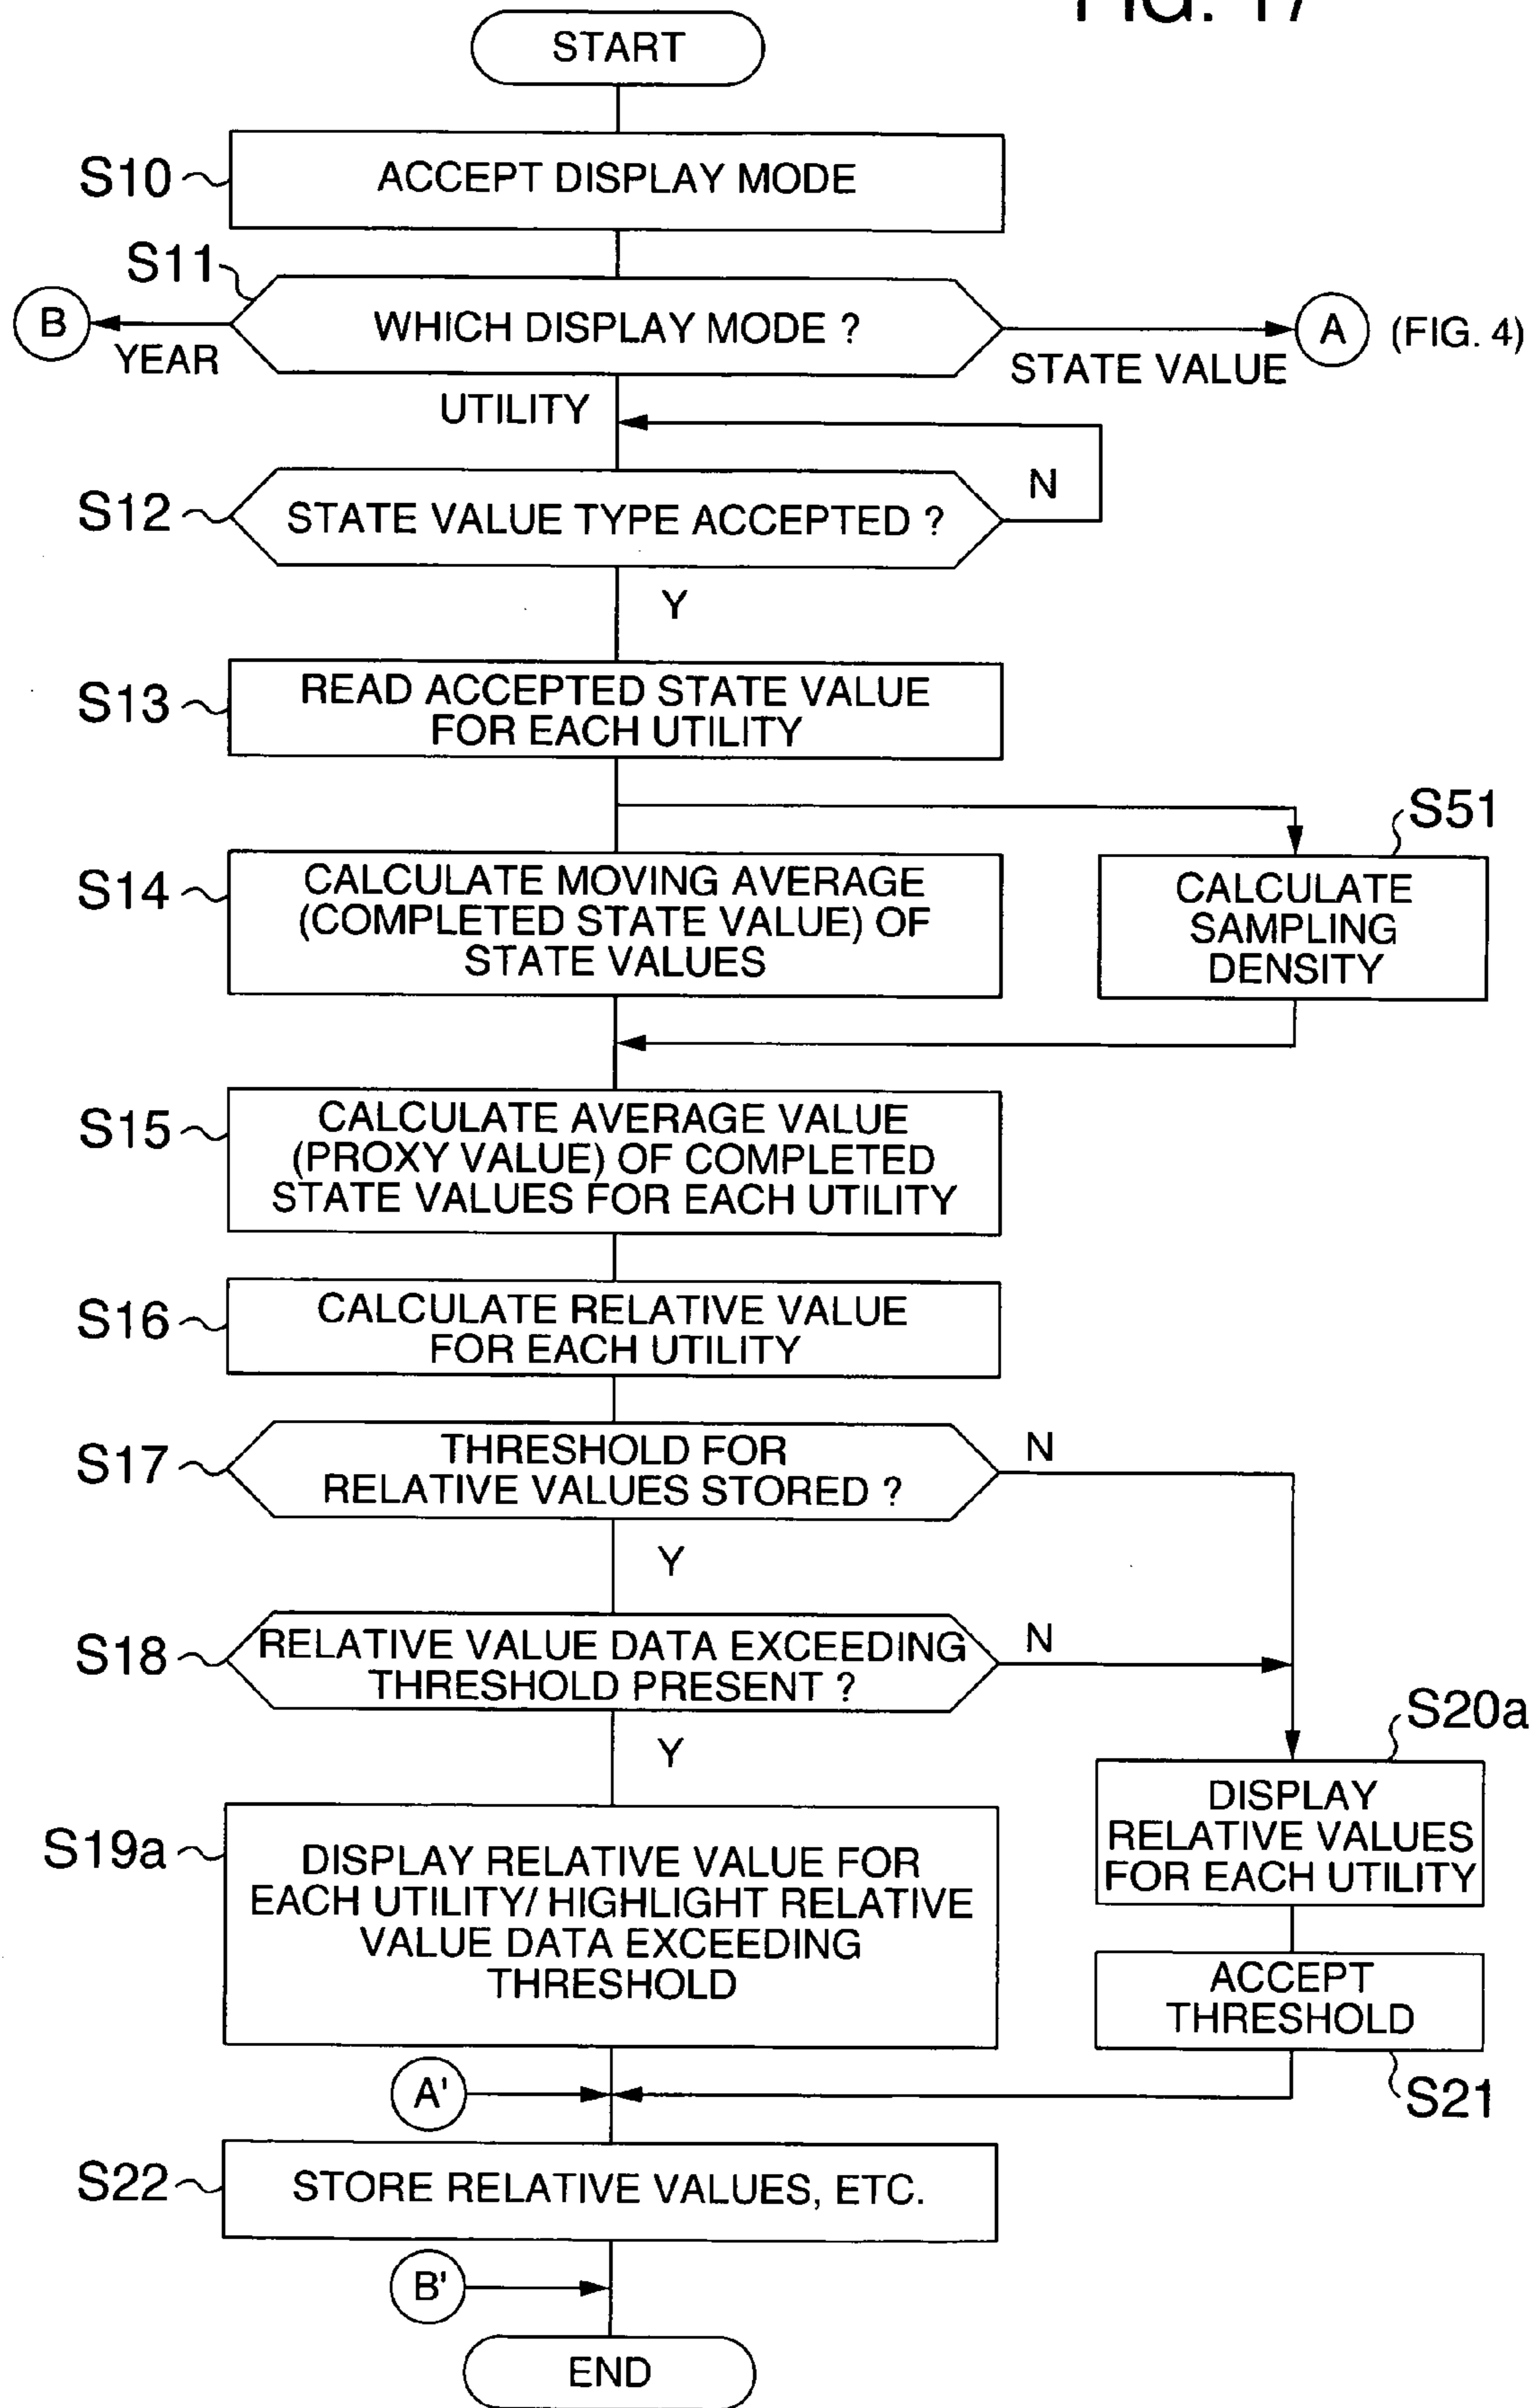 FIG. 17
START
S10
ACCEPT DISPLAY MODE
S11
B
YEAR
WHICH DISPLAY MODE ?
A
(FIG. 4)
STATE VALUE
UTILITY
S12
STATE VALUE TYPE ACCEPTED ?
N
Y
S13
READ ACCEPTED STATE VALUE
FOR EACH UTILITY
S14
CALCULATE MOVING AVERAGE
(COMPLETED STATE VALUE) OF
STATE VALUES
S51
CALCULATE
SAMPLING
DENSITY
S15
CALCULATE AVERAGE VALUE
(PROXY VALUE) OF COMPLETED
STATE VALUES FOR EACH UTILITY
S16
CALCULATE RELATIVE VALUE
FOR EACH UTILITY
S17
THRESHOLD FOR
RELATIVE VALUES STORED ?
N
Y
S18
RELATIVE VALUE DATA EXCEEDING
THRESHOLD PRESENT ?
N
Y
S19a
DISPLAY RELATIVE VALUE FOR
EACH UTILITY/ HIGHLIGHT RELATIVE
VALUE DATA EXCEEDING
THRESHOLD
S20a
DISPLAY
RELATIVE VALUES
FOR EACH UTILITY
ACCEPT
THRESHOLD
S21
A'
S22
STORE RELATIVE VALUES, ETC.
B'
END